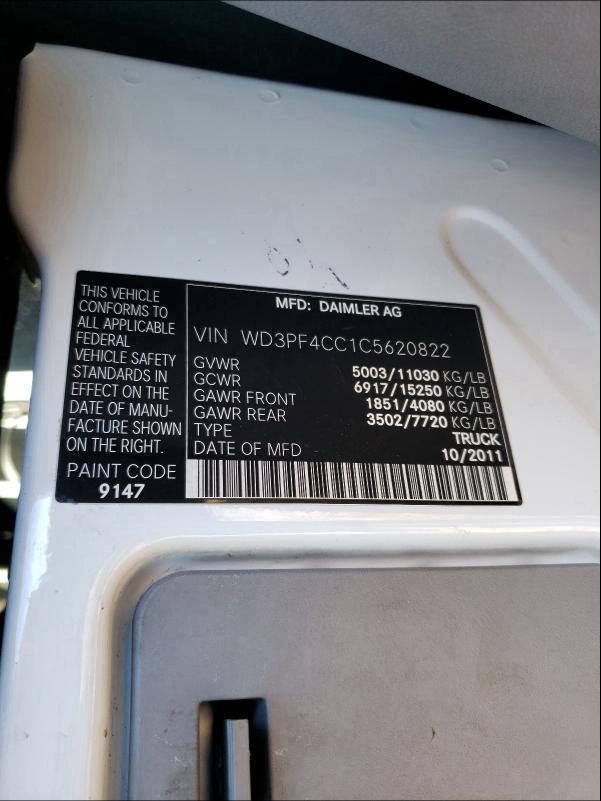 THIS VEHICLE
CONFORMS TO
ALL APPLICABLE
FEDERAL
VEHICLE SAFETY
STANDARDS IN
EFFECT ON THE
DATE OF MANU-
FACTURE SHOWN
ON THE RIGHT.
PAINT CODE
9147
MFD: DAIMLER AG
VIN WD3PF4CC1C5620822
GVWR 5003/11030 KG/LB
GCWR 6917/15250 KG/LB
GAWR FRONT 1851/4080 KG/LB
GAWR REAR 3502/7720 KG/LB
TYPE TRUCK
DATE OF MFD 10/2011